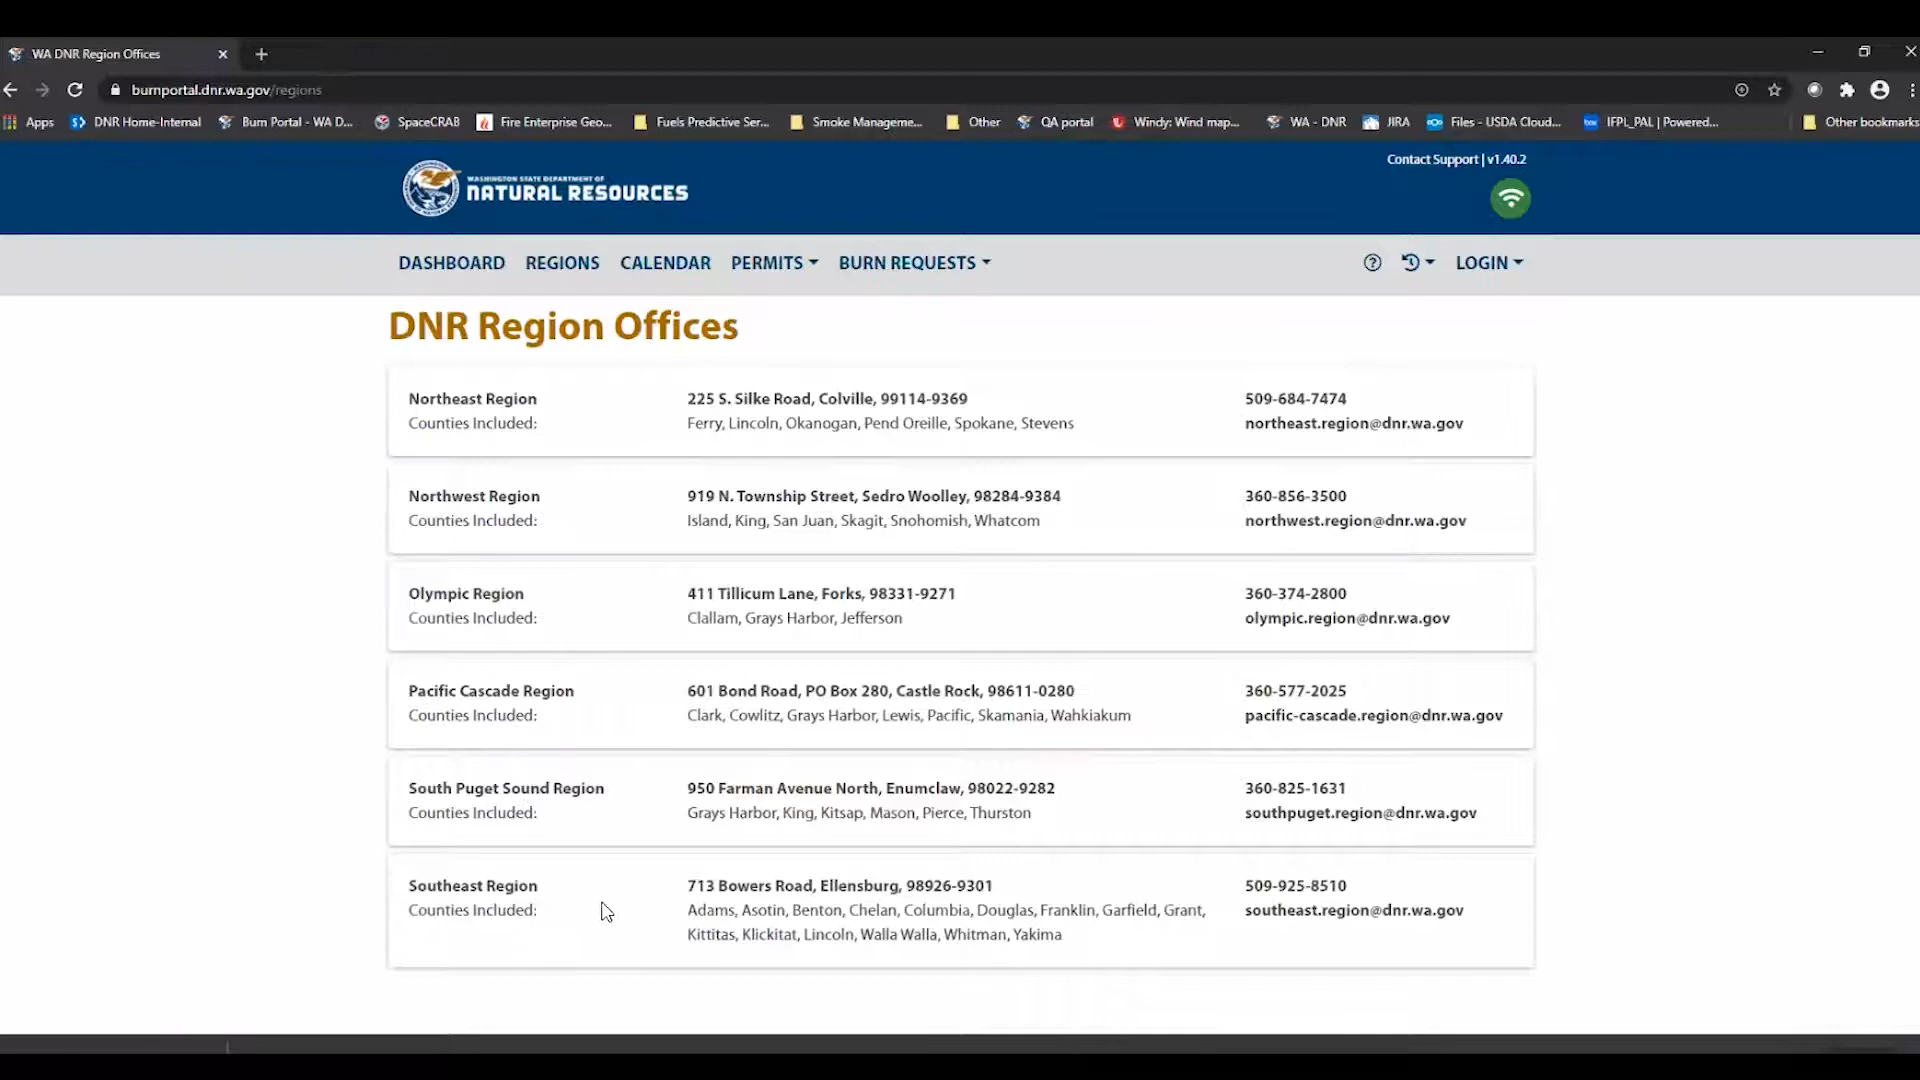 WA DNR Region Offices
burnportal.dnr.wa.gov/regions
Apps DNR Home-Internal Burn Portal - WA D... SpaceCRAB Fire Enterprise Geo... Fuels Predictive Ser... Smoke Manageme... Other QA portal Windy: Wind map... WA - DNR JIRA Files - USDA Cloud... IFPL_PAL | Powered... Other bookmarks
Contact Support | v1.40.2
WASHINGTON STATE DEPARTMENT OF
NATURAL RESOURCES
DASHBOARD REGIONS CALENDAR PERMITS BURN REQUESTS LOGIN
DNR Region Offices
Northeast Region 225 S. Silke Road, Colville, 99114-9369 509-684-7474
Counties Included: Ferry, Lincoln, Okanogan, Pend Oreille, Spokane, Stevens northeast.region@dnr.wa.gov
Northwest Region 919 N. Township Street, Sedro Woolley, 98284-9384 360-856-3500
Counties Included: Island, King, San Juan, Skagit, Snohomish, Whatcom northwest.region@dnr.wa.gov
Olympic Region 411 Tillicum Lane, Forks, 98331-9271 360-374-2800
Counties Included: Clallam, Grays Harbor, Jefferson olympic.region@dnr.wa.gov
Pacific Cascade Region 601 Bond Road, PO Box 280, Castle Rock, 98611-0280 360-577-2025
Counties Included: Clark, Cowlitz, Grays Harbor, Lewis, Pacific, Skamania, Wahkiakum pacific-cascade.region@dnr.wa.gov
South Puget Sound Region 950 Farman Avenue North, Enumclaw, 98022-9282 360-825-1631
Counties Included: Grays Harbor, King, Kitsap, Mason, Pierce, Thurston southpuget.region@dnr.wa.gov
Southeast Region 713 Bowers Road, Ellensburg, 98926-9301 509-925-8510
Counties Included: Adams, Asotin, Benton, Chelan, Columbia, Douglas, Franklin, Garfield, Grant, southeast.region@dnr.wa.gov
Kittitas, Klickitat, Lincoln, Walla Walla, Whitman, Yakima